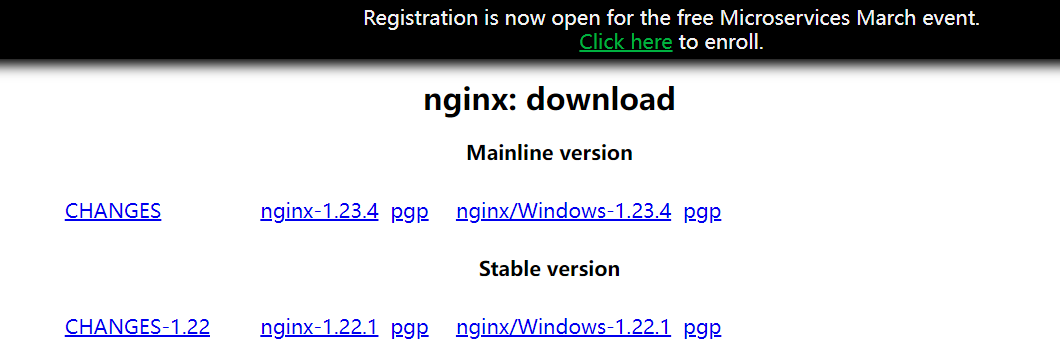 Registration is now open for the free Microservices March event.
Click here to enroll.
nginx: download
Mainline version
CHANGES nginx-1.23.4 pgp nginx/Windows-1.23.4 pgp
Stable version
CHANGES-1.22 nginx-1.22.1 pgp nginx/Windows-1.22.1 pgp